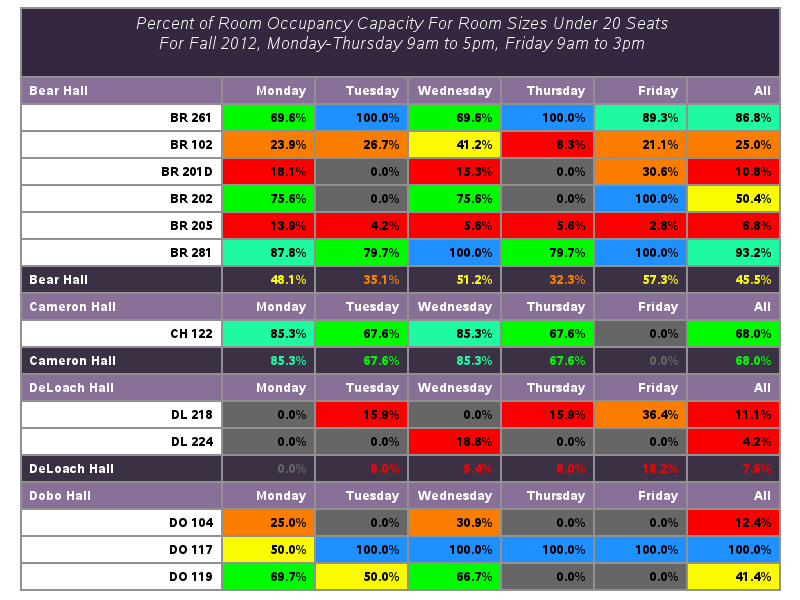 Percent of Room Occupancy Capacity For Room Sizes Under 20 Seats
For Fall 2012, Monday-Thursday 9am to 5pm, Friday 9am to 3pm
Bear Hall Monday Tuesday Wednesday Thursday Friday All
BR 261 69.6% 100.0% 69.6% 100.0% 89.3% 86.8%
BR 102 23.9% 26.7% 41.2% 8.3% 21.1% 25.0%
BR 201D 18.1% 0.0% 15.3% 0.0% 30.6% 10.8%
BR 202 75.6% 0.0% 75.6% 0.0% 100.0% 50.4%
BR 205 13.9% 4.2% 5.6% 5.6% 2.8% 6.8%
BR 281 87.8% 79.7% 100.0% 79.7% 100.0% 93.2%
Bear Hall 48.1% 35.1% 51.2% 32.3% 57.3% 45.5%
Cameron Hall Monday Tuesday Wednesday Thursday Friday All
CH 122 85.3% 67.6% 85.3% 67.6% 0.0% 68.0%
Cameron Hall 85.3% 67.6% 85.3% 67.6% 0.0% 68.0%
DeLoach Hall Monday Tuesday Wednesday Thursday Friday All
DL 218 0.0% 15.9% 0.0% 15.9% 36.4% 11.1%
DL 224 0.0% 0.0% 18.8% 0.0% 0.0% 4.2%
DeLoach Hall 0.0% 8.0% 9.4% 8.0% 18.2% 7.6%
Dobo Hall Monday Tuesday Wednesday Thursday Friday All
DO 104 25.0% 0.0% 30.9% 0.0% 0.0% 12.4%
DO 117 50.0% 100.0% 100.0% 100.0% 100.0% 100.0%
DO 119 69.7% 50.0% 66.7% 0.0% 0.0% 41.4%